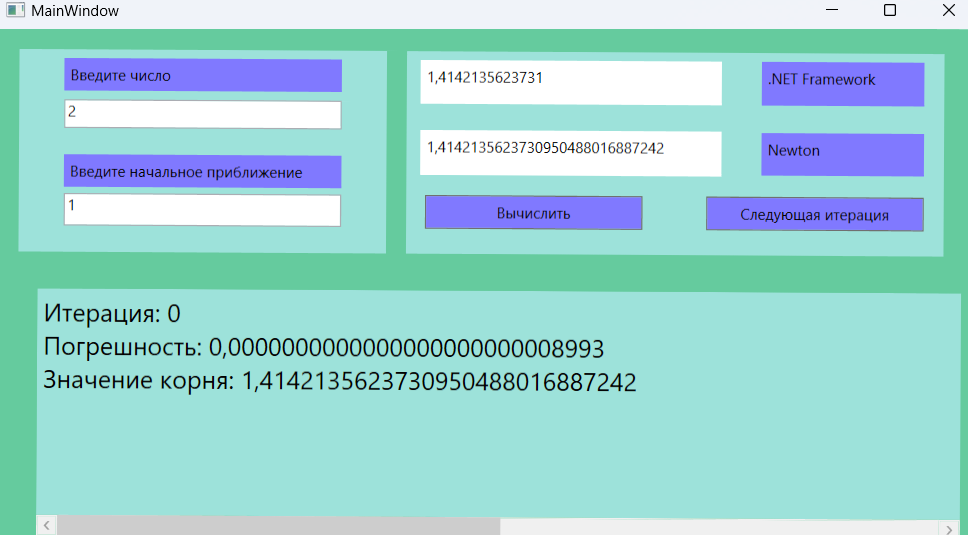 MainWindow
Введите число
2
Введите начальное приближение
1
1,4142135623731
.NET Framework
1,4142135623730950488016887242
Newton
Вычислить
Следующая итерация
Итерация: 0
Погрешность: 0,0000000000000000000000008993
Значение корня: 1,4142135623730950488016887242